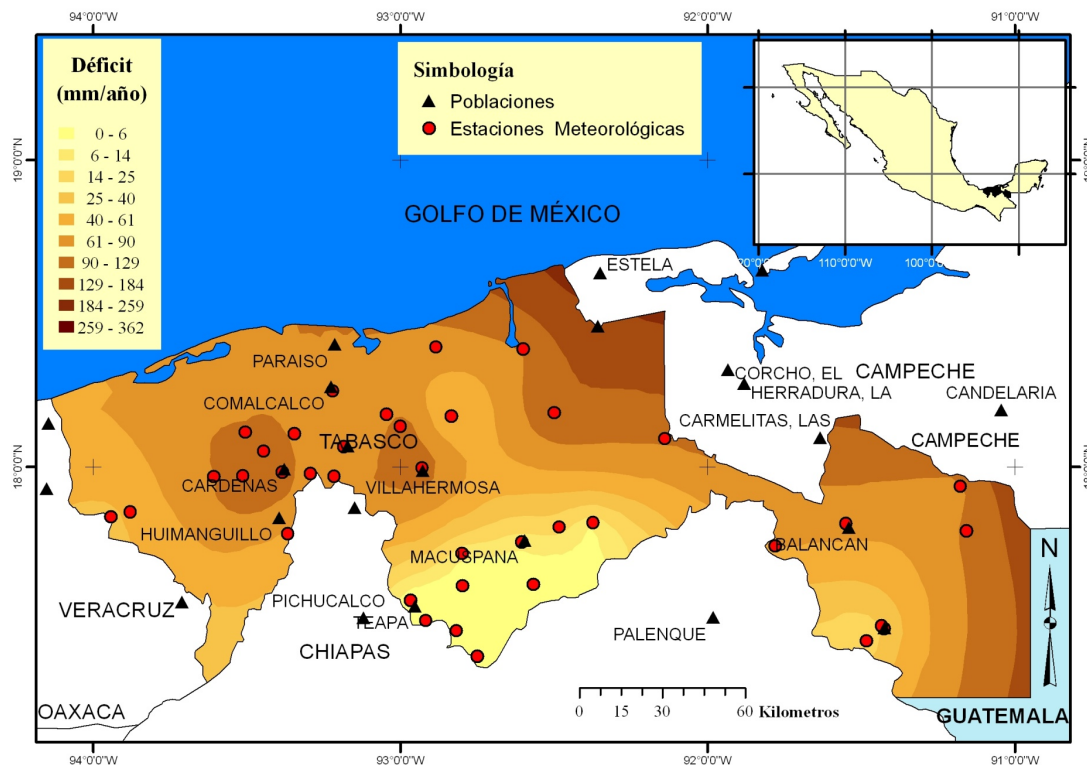 94°0'0"W
93°0'0"W
92°0'0"W
91°0'0"W
Déficit
(mm/año)
0 - 6
6 - 14
14 - 25
25 - 40
40 - 61
61 - 90
90 - 129
129 - 184
184 - 259
259 - 362
Simbología
Poblaciones
Estaciones Meteorológicas
110°0'0"W
19°0'0"N
GOLFO DE MÉXICO
ESTELA
PARAISO
CORCHO, EL
CAMPECHE
HERRADURA, LA
CANDELARIA
COMALCALCO
CARMELITAS, LAS
TABASCO
CAMPECHE
18°0'0"N
CARDENAS
VILLAHERMOSA
HUIMANGUILLO
BALANCAN
MACUSPANA
N
PICHUCALCO
VERACRUZ
TEAPA
PALENQUE
CHIAPAS
OAXACA
0 15 30 60 Kilometros
GUATEMALA
94°0'0"W
93°0'0"W
92°0'0"W
91°0'0"W